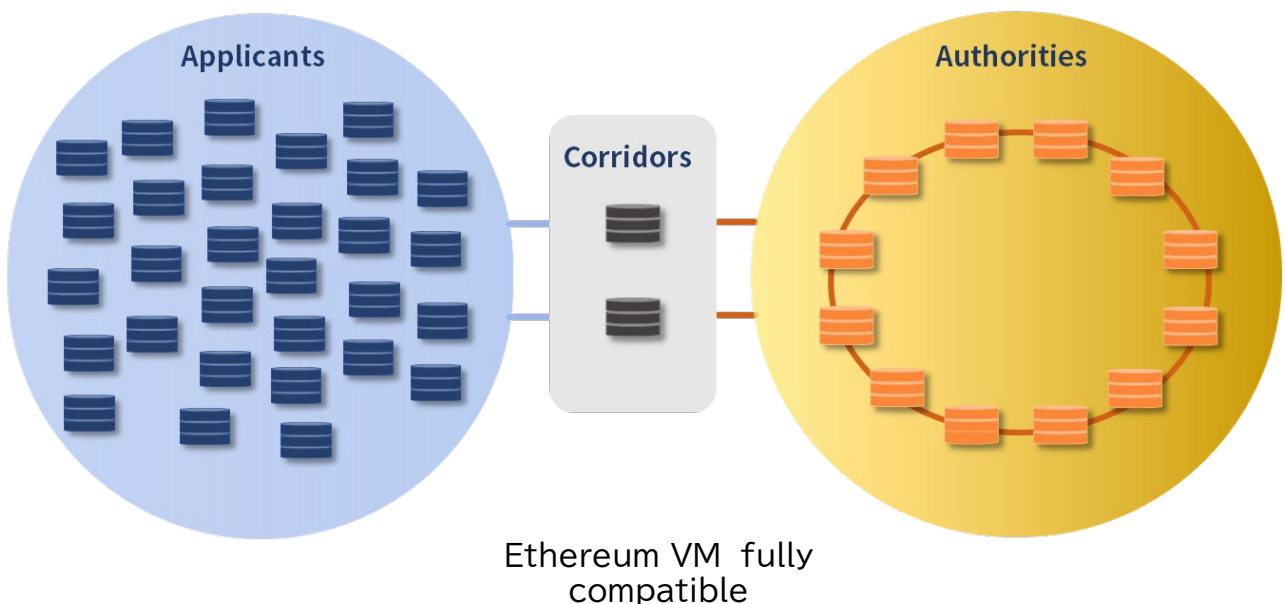 Applicants
Authorities
Corridors
Ethereum VM fully
compatible